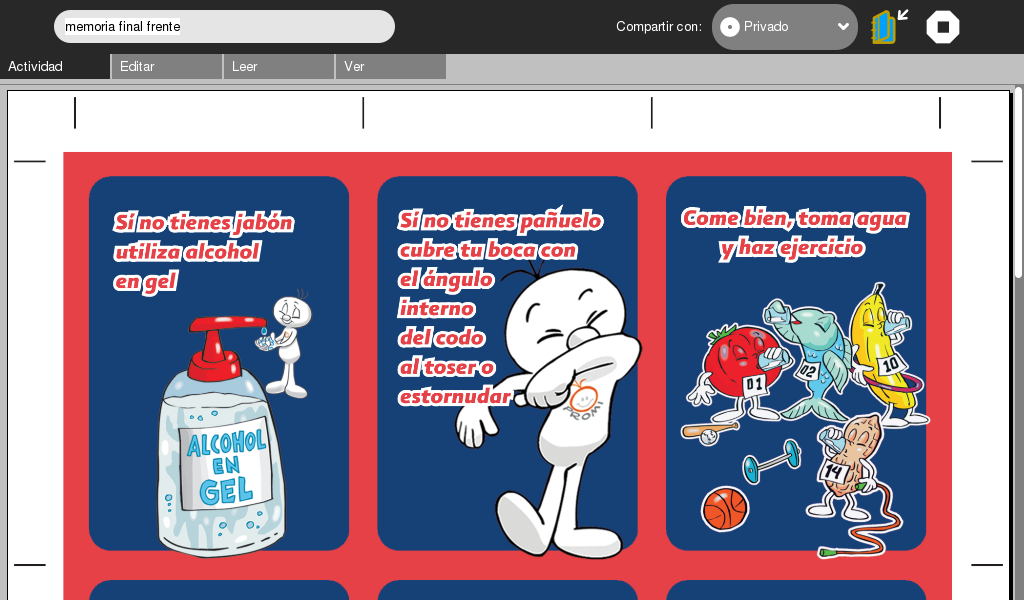 memoria final frente
Compartir con:
Privado
Actividad
Editar
Leer
Ver
Sí no tienes jabón
utiliza alcohol
en gel
ALCOHOL
EN
GEL
Sí no tienes pañuelo
cubre tu boca con
el ángulo
interno
del codo
al toser o
estornudar
PROMI
Come bien, toma agua
y haz ejercicio
01
02
10
14